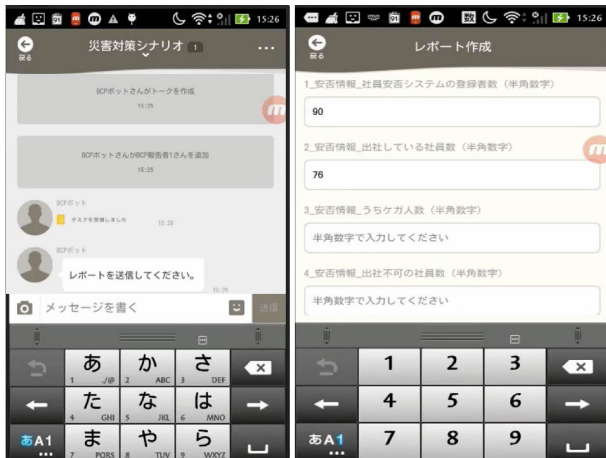 15:26
戻る
災害対策シナリオ 1
BCPボットさんがトークを作成
15:25
BCPボットさんがBCP報告者1さんを追加
15:25
BCPボット
タスクを受領しました
BCPボット
レポートを送信してください。
メッセージを書く
送信
あ か さ
1 ./@ 2 ABC 3 DEF
た な は
4 GHI 5 JKL 6 MNO
あA1 ま や ら
7 PQRS 8 TUV 9 WXYZ
数 15:26
戻る
レポート作成
1_安否情報_社員安否システムの登録者数（半角数字）
90
2_安否情報_出社している社員数（半角数字）
76
3_安否情報_うちケガ人数（半角数字）
半角数字で入力してください
4_安否情報_出社不可の社員数（半角数字）
半角数字で入力してください
1 2 3
4 5 6
あA1 7 8 9